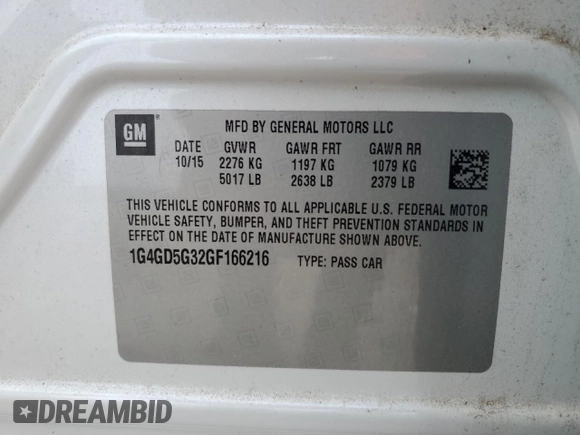 GM
MFD BY GENERAL MOTORS LLC
DATE GVWR GAWR FRT GAWR RR
10/15 2276 KG 1197 KG 1079 KG
5017 LB 2638 LB 2379 LB
THIS VEHICLE CONFORMS TO ALL APPLICABLE U.S. FEDERAL MOTOR
VEHICLE SAFETY, BUMPER, AND THEFT PREVENTION STANDARDS IN
EFFECT ON THE DATE OF MANUFACTURE SHOWN ABOVE.
1G4GD5G32GF166216 TYPE: PASS CAR
DREAMBID